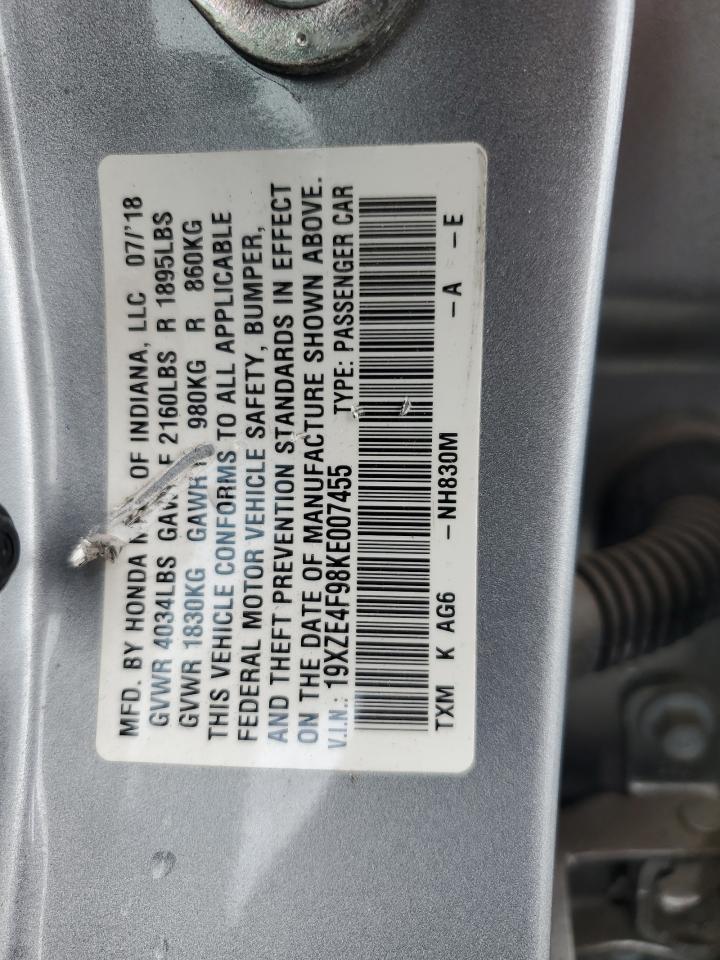 MFD. BY HONDA OF INDIANA, LLC 07/'18
GVWR 4034LBS GAWR F 2160LBS R 1895LBS
GVWR 1830KG GAWR 980KG R 860KG
THIS VEHICLE CONFORMS TO ALL APPLICABLE
FEDERAL MOTOR VEHICLE SAFETY, BUMPER,
AND THEFT PREVENTION STANDARDS IN EFFECT
ON THE DATE OF MANUFACTURE SHOWN ABOVE.
V.I.N.: 19XZE4F98KE007455 TYPE: PASSENGER CAR
TXM K AG6 -NH830M -A -E